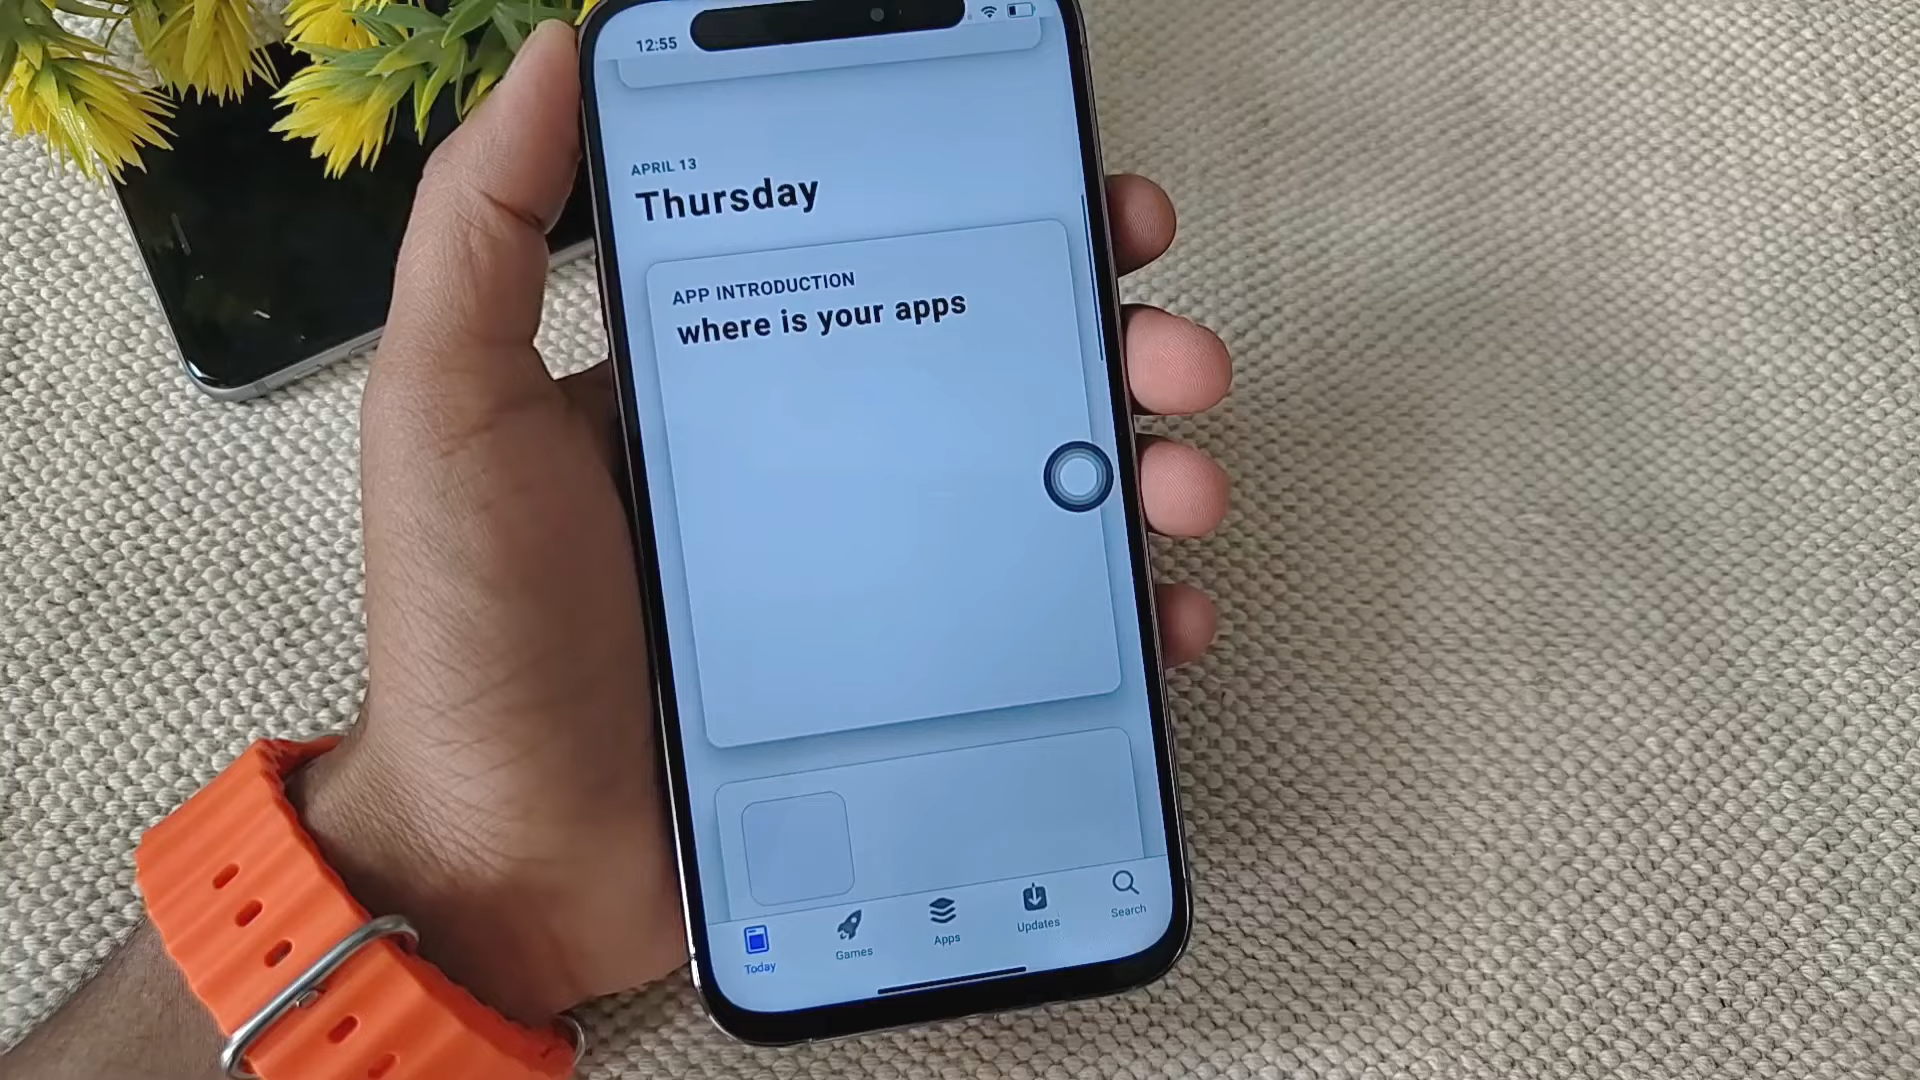 12:55
APRIL 13
Thursday
APP INTRODUCTION
where is your apps
Today
Games
Apps
Updates
Search